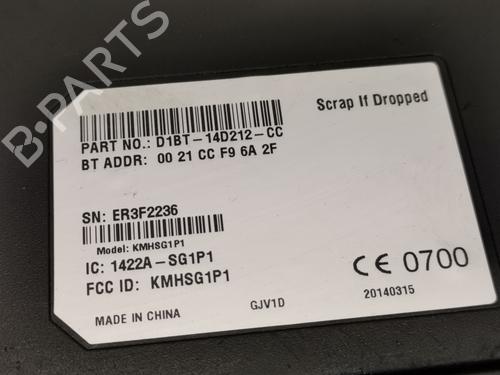 B-PARTS
Scrap If Dropped
PART NO.: D1BT-14D212-CC
BT ADDR: 00 21 CC F9 6A 2F
SN: ER3F2236
Model: KMHSG1P1
IC: 1422A-SG1P1
FCC ID: KMHSG1P1
CE 0700
MADE IN CHINA
GJV1D
20140315